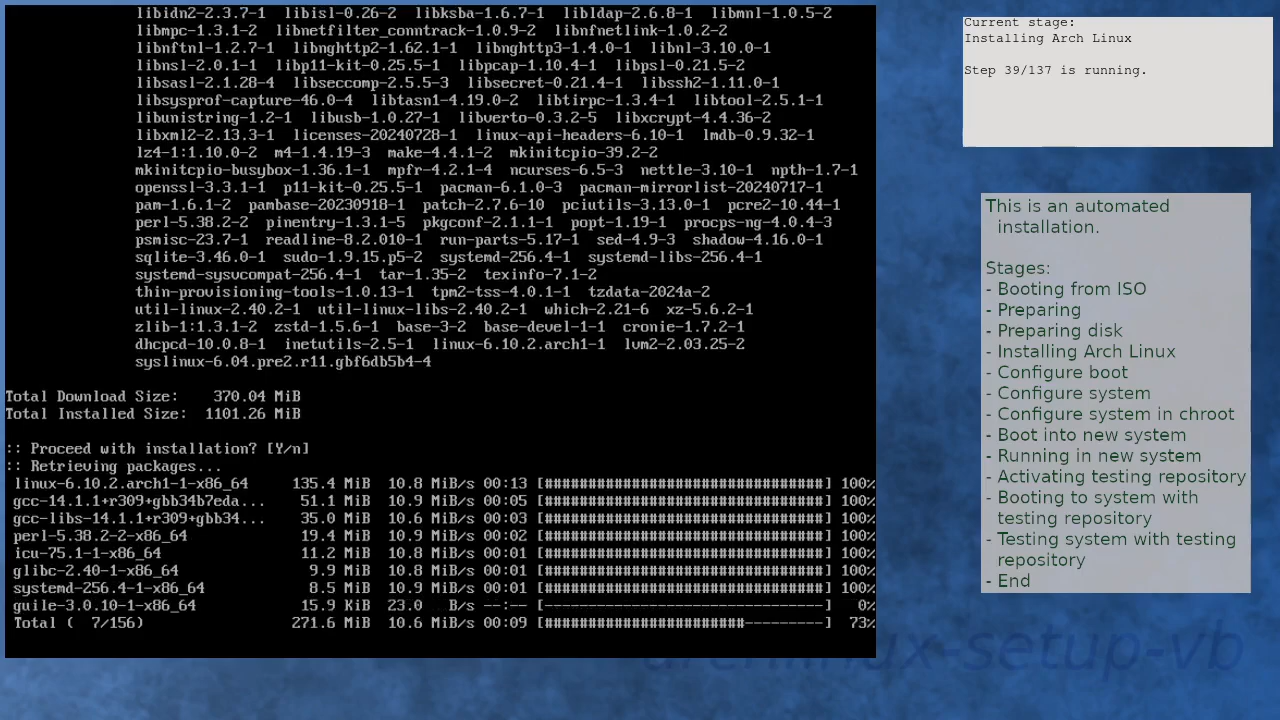 libidn2-2.3.7-1  libisl-0.26-2  libksba-1.6.7-1  libldap-2.6.8-1  libmnl-1.0.5-2
libmpc-1.3.1-2  libnetfilter_conntrack-1.0.9-2  libnfnetlink-1.0.2-2
libnftnl-1.2.7-1  libnghttp2-1.62.1-1  libnghttp3-1.4.0-1  libnl-3.10.0-1
libnsl-2.0.1-1  libp11-kit-0.25.5-1  libpcap-1.10.4-1  libpsl-0.21.5-2
libsasl-2.1.28-4  libseccomp-2.5.5-3  libsecret-0.21.4-1  libssh2-1.11.0-1
libsysprof-capture-46.0-4  libtasn1-4.19.0-2  libtirpc-1.3.4-1  libtool-2.5.1-1
libunistring-1.2-1  libusb-1.0.27-1  libverto-0.3.2-5  libxcrypt-4.4.36-2
libxml2-2.13.3-1  licenses-20240728-1  linux-api-headers-6.10-1  lmdb-0.9.32-1
lz4-1:1.10.0-2  m4-1.4.19-3  make-4.4.1-2  mkinitcpio-39.2-2
mkinitcpio-busybox-1.36.1-1  mpfr-4.2.1-4  ncurses-6.5-3  nettle-3.10-1  npth-1.7-1
openssl-3.3.1-1  p11-kit-0.25.5-1  pacman-6.1.0-3  pacman-mirrorlist-20240717-1
pam-1.6.1-2  pambase-20230918-1  patch-2.7.6-10  pciutils-3.13.0-1  pcre2-10.44-1
perl-5.38.2-2  pinentry-1.3.1-5  pkgconf-2.1.1-1  popt-1.19-1  procps-ng-4.0.4-3
psmisc-23.7-1  readline-8.2.010-1  run-parts-5.17-1  sed-4.9-3  shadow-4.16.0-1
sqlite-3.46.0-1  sudo-1.9.15.p5-2  systemd-256.4-1  systemd-libs-256.4-1
systemd-sysvcompat-256.4-1  tar-1.35-2  texinfo-7.1-2
thin-provisioning-tools-1.0.13-1  tpm2-tss-4.0.1-1  tzdata-2024a-2
util-linux-2.40.2-1  util-linux-libs-2.40.2-1  which-2.21-6  xz-5.6.2-1
zlib-1:1.3.1-2  zstd-1.5.6-1  base-3-2  base-devel-1-1  cronie-1.7.2-1
dhcpcd-10.0.8-1  inetutils-2.5-1  linux-6.10.2.arch1-1  lvm2-2.03.25-2
syslinux-6.04.pre2.r11.gbf6db5b4-4
Total Download Size:    370.04 MiB
Total Installed Size:  1101.26 MiB
:: Proceed with installation? [Y/n]
:: Retrieving packages...
linux-6.10.2.arch1-1-x86_64  135.4 MiB  10.8 MiB/s 00:13 [################################] 100%
gcc-14.1.1+r309+gbb34b7eda...  51.1 MiB  10.9 MiB/s 00:05 [################################] 100%
gcc-libs-14.1.1+r309+gbb34...  35.0 MiB  10.6 MiB/s 00:03 [################################] 100%
perl-5.38.2-2-x86_64  19.4 MiB  10.9 MiB/s 00:02 [################################] 100%
icu-75.1-1-x86_64  11.2 MiB  10.8 MiB/s 00:01 [################################] 100%
glibc-2.40-1-x86_64  9.9 MiB  10.8 MiB/s 00:01 [################################] 100%
systemd-256.4-1-x86_64  8.5 MiB  10.9 MiB/s 00:01 [################################] 100%
guile-3.0.10-1-x86_64  15.9 KiB  23.0   B/s --:-- [--------------------------------] 0%
Total (  7/156)  271.6 MiB  10.6 MiB/s 00:09 [#######################---------] 73%
Current stage:
Installing Arch Linux
Step 39/137 is running.
This is an automated
installation.
Stages:
- Booting from ISO
- Preparing
- Preparing disk
- Installing Arch Linux
- Configure boot
- Configure system
- Configure system in chroot
- Boot into new system
- Running in new system
- Activating testing repository
- Booting to system with
testing repository
- Testing system with testing
repository
- End
archlinux-setup-vb